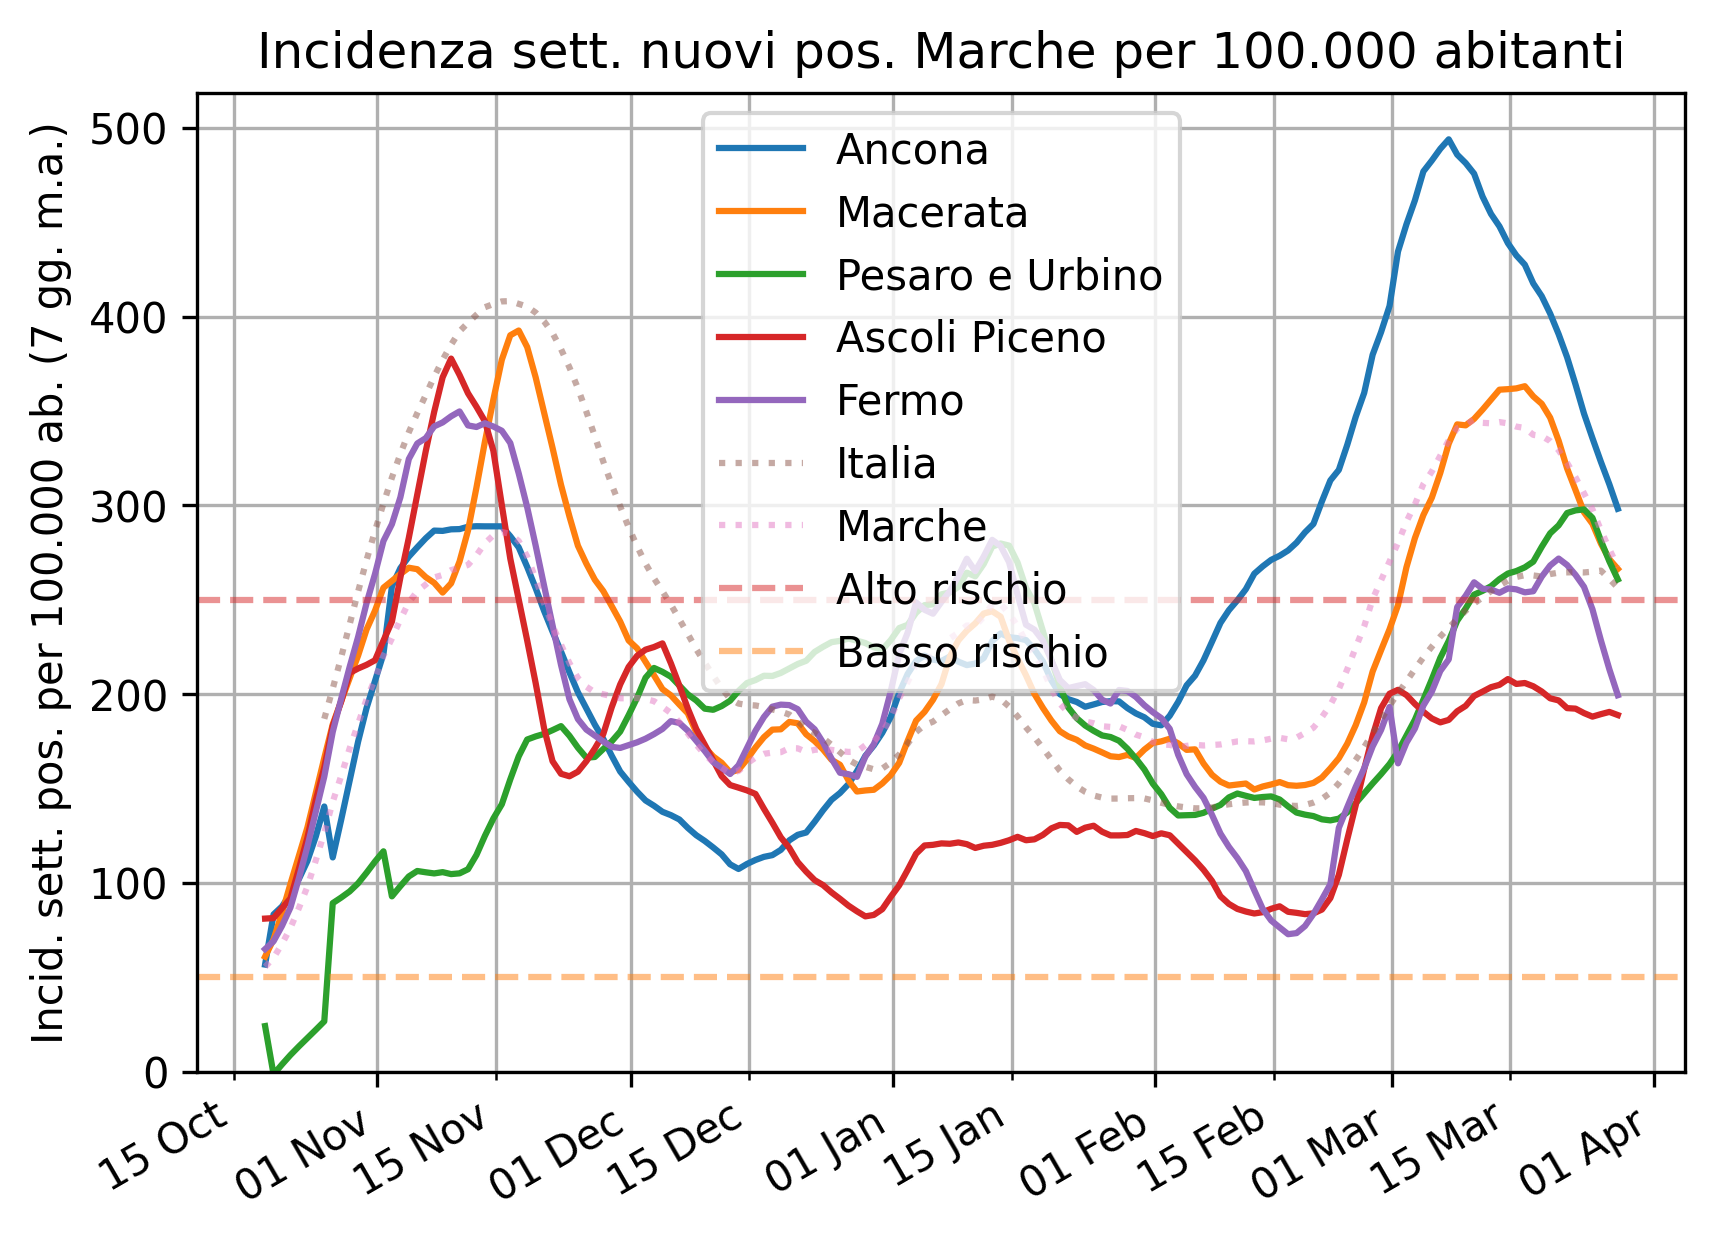 Incidenza sett. nuovi pos. Marche per 100.000 abitanti
Incid. sett. pos. per 100.000 ab. (7 gg. m.a.)
500
400
300
200
100
0
Ancona
Macerata
Pesaro e Urbino
Ascoli Piceno
Fermo
Italia
Marche
Alto rischio
Basso rischio
15 Oct
01 Nov
15 Nov
01 Dec
15 Dec
01 Jan
15 Jan
01 Feb
15 Feb
01 Mar
15 Mar
01 Apr